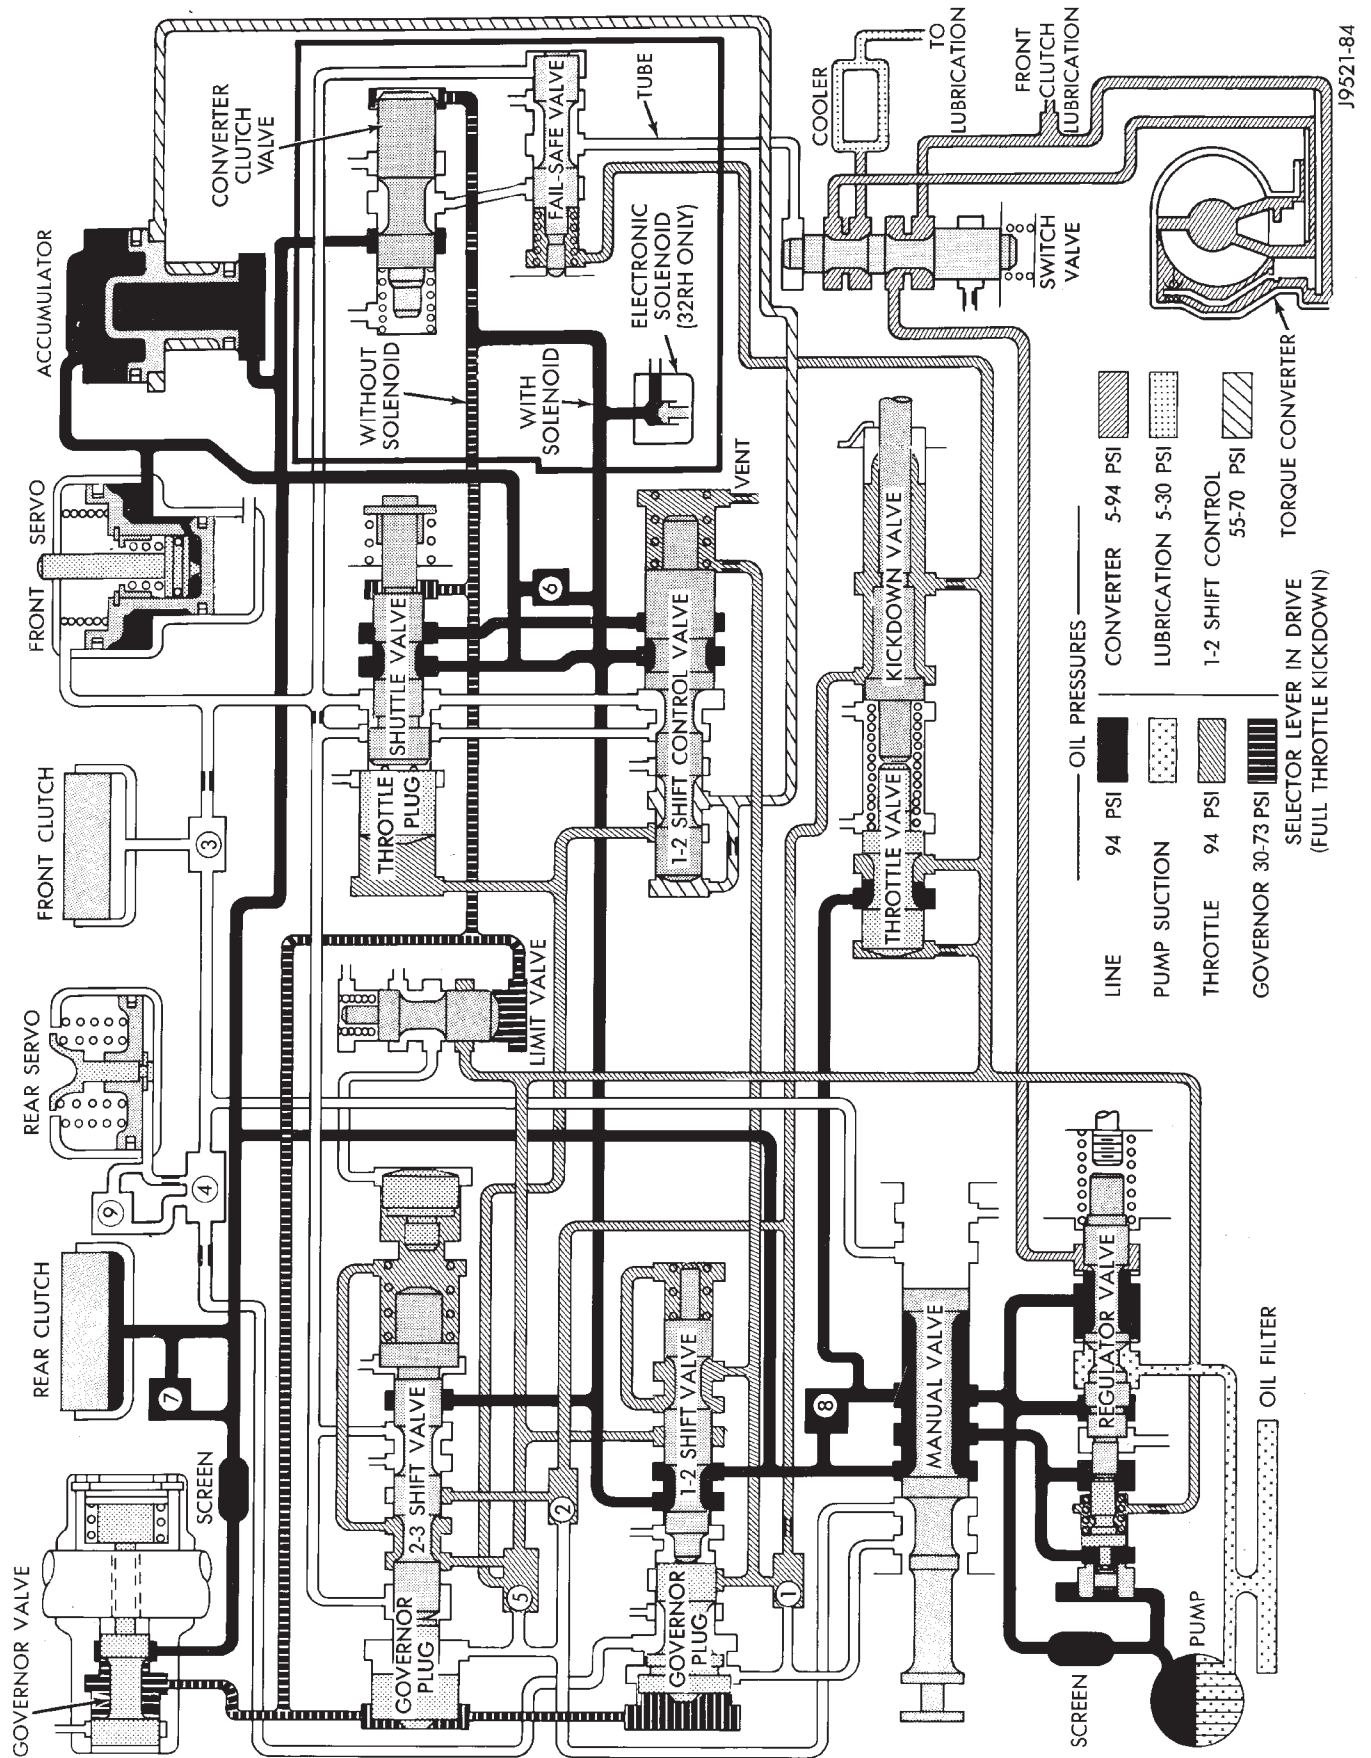 GOVERNOR VALVE
SCREEN
REAR CLUTCH
REAR SERVO
FRONT CLUTCH
FRONT SERVO
ACCUMULATOR
7
9
4
3
CONVERTER
CLUTCH
VALVE
GOVERNOR
PLUG
2-3 SHIFT VALVE
LIMIT VALVE
THROTTLE
PLUG
SHUTTLE VALVE
WITHOUT
SOLENOID
WITH
SOLENOID
FAIL-SAFE VALVE
TUBE
ELECTRONIC
SOLENOID
(32RH ONLY)
5
2
6
GOVERNOR
PLUG
1-2 SHIFT VALVE
1-2 SHIFT CONTROL VALVE
VENT
1
8
COOLER
TO
LUBRICATION
FRONT
CLUTCH
LUBRICATION
SWITCH
VALVE
MANUAL VALVE
THROTTLE VALVE
KICKDOWN VALVE
REGULATOR VALVE
SCREEN
PUMP
OIL FILTER
TORQUE CONVERTER
OIL PRESSURES
LINE 94 PSI
PUMP SUCTION
THROTTLE 94 PSI
GOVERNOR 30-73 PSI
CONVERTER 5-94 PSI
LUBRICATION 5-30 PSI
1-2 SHIFT CONTROL
55-70 PSI
SELECTOR LEVER IN DRIVE
(FULL THROTTLE KICKDOWN)
J9521-84